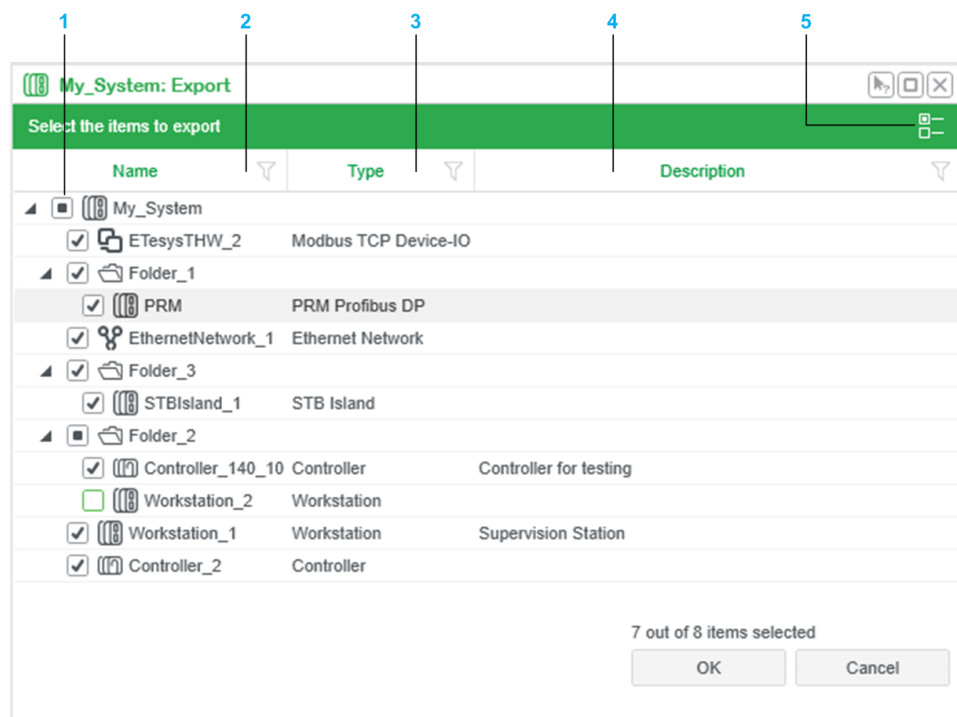 1 2 3 4 5
My_System: Export
Select the items to export
Name Type Description
My_System
ETesysTHW_2 Modbus TCP Device-IO
Folder_1
PRM PRM Profibus DP
EthernetNetwork_1 Ethernet Network
Folder_3
STBIsland_1 STB Island
Folder_2
Controller_140_10 Controller Controller for testing
Workstation_2 Workstation
Workstation_1 Workstation Supervision Station
Controller_2 Controller
7 out of 8 items selected
OK Cancel